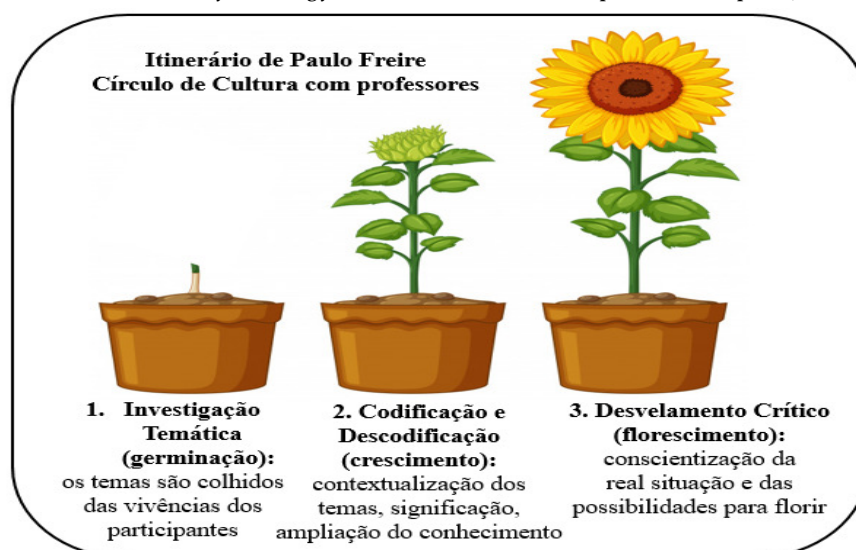 Itinerário de Paulo Freire
Círculo de Cultura com professores
1. Investigação
Temática
(germinação):
os temas são colhidos
das vivências dos
participantes
2. Codificação e
Descodificação
(crescimento):
contextualização dos
temas, significação,
ampliação do conhecimento
3. Desvelamento Crítico
(florescimento):
conscientização da
real situação e das
possibilidades para florir